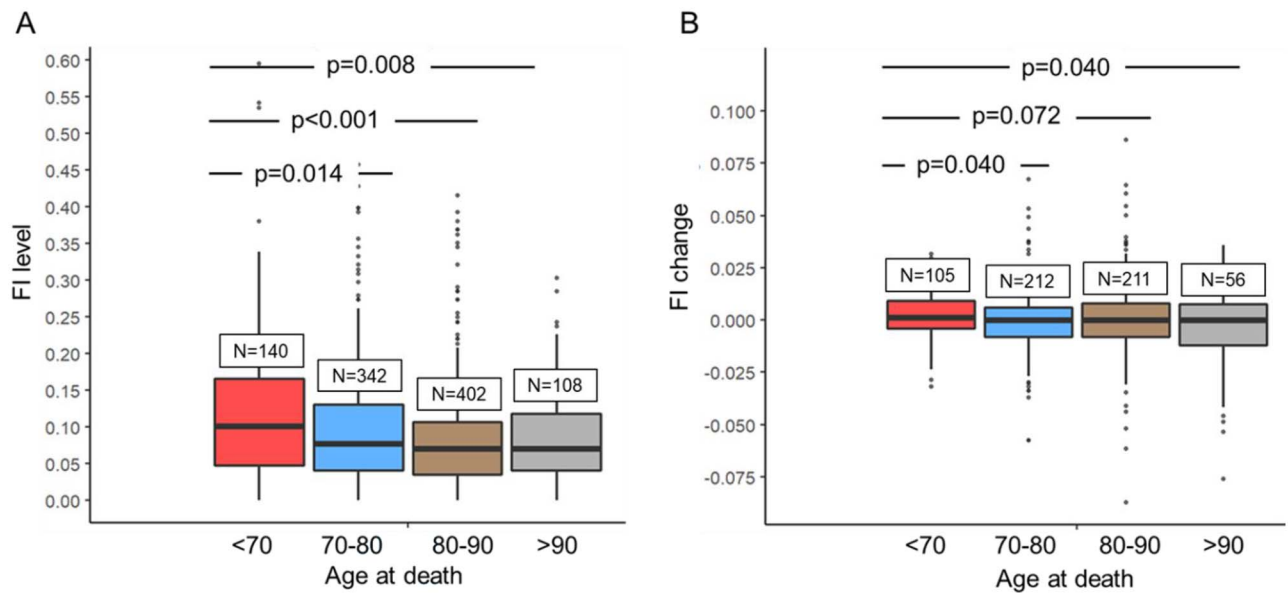 A
0.60
0.55
0.50
0.45
0.40
0.35
0.30
0.25
0.20
0.15
0.10
0.05
0.00
FI level
p=0.008
p<0.001
p=0.014
N=140
N=342
N=402
N=108
<70
70-80
80-90
>90
Age at death
B
0.100
0.075
0.050
0.025
0.000
-0.025
-0.050
-0.075
FI change
p=0.040
p=0.072
p=0.040
N=105
N=212
N=211
N=56
<70
70-80
80-90
>90
Age at death